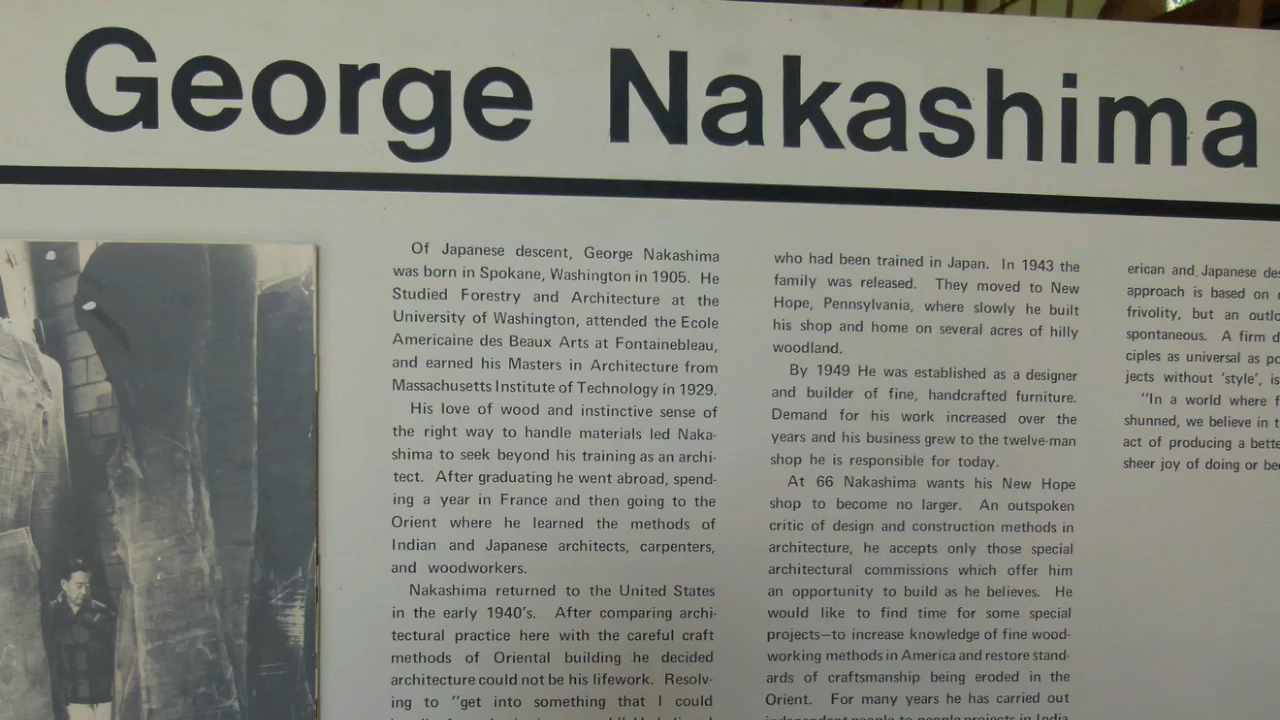 George Nakashima
Of Japanese descent, George Nakashima
was born in Spokane, Washington in 1905. He
Studied Forestry and Architecture at the
University of Washington, attended the Ecole
Americaine des Beaux Arts at Fontainebleau,
and earned his Masters in Architecture from
Massachusetts Institute of Technology in 1929.
His love of wood and instinctive sense of
the right way to handle materials led Naka-
shima to seek beyond his training as an archi-
tect. After graduating he went abroad, spend-
ing a year in France and then going to the
Orient where he learned the methods of
Indian and Japanese architects, carpenters,
and woodworkers.
Nakashima returned to the United States
in the early 1940's. After comparing archi-
tectural practice here with the careful craft
methods of Oriental building he decided
architecture could not be his lifework. Resolv-
ing to "get into something that I could
who had been trained in Japan. In 1943 the
family was released. They moved to New
Hope, Pennsylvania, where slowly he built
his shop and home on several acres of hilly
woodland.
By 1949 He was established as a designer
and builder of fine, handcrafted furniture.
Demand for his work increased over the
years and his business grew to the twelve-man
shop he is responsible for today.
At 66 Nakashima wants his New Hope
shop to become no larger. An outspoken
critic of design and construction methods in
architecture, he accepts only those special
architectural commissions which offer him
an opportunity to build as he believes. He
would like to find time for some special
projects—to increase knowledge of fine wood-
working methods in America and restore stand-
ards of craftsmanship being eroded in the
Orient. For many years he has carried out
independent people to people projects in India
erican and Japanese des
approach is based on
frivolity, but an outlo
spontaneous. A firm d
ciples as universal as po
jects without 'style', is
"In a world where f
shunned, we believe in t
act of producing a bette
sheer joy of doing or be